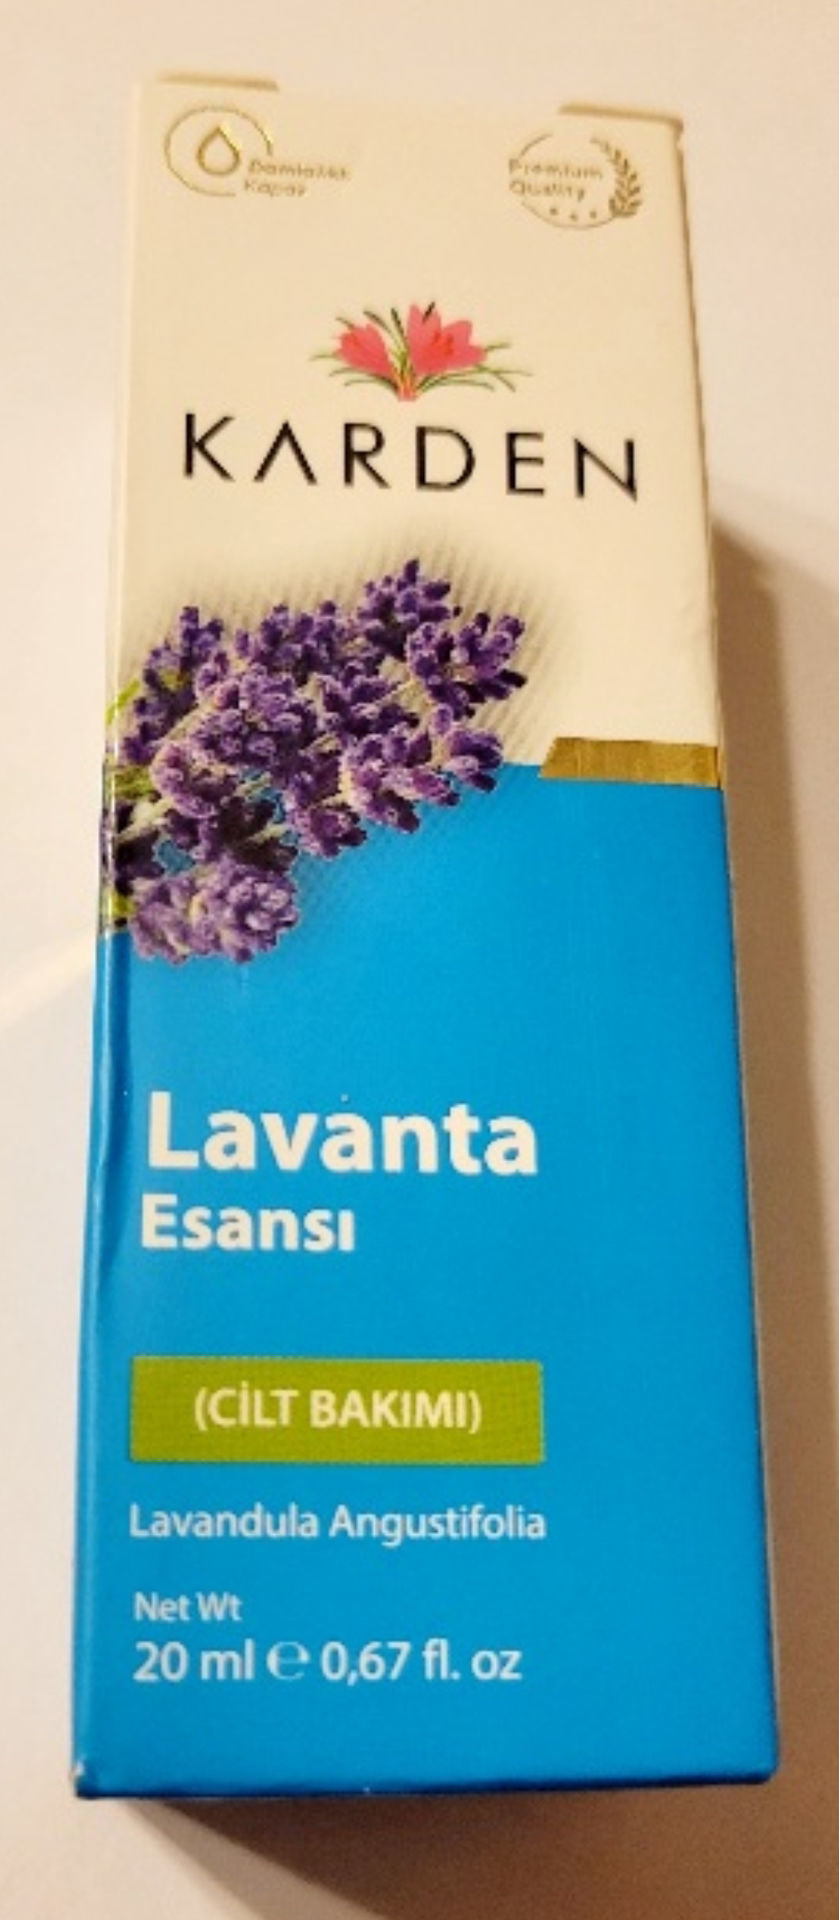 Damlalıklı
Kapak
Premium
Quality
KARDEN
Lavanta
Esansı
(CİLT BAKIMI)
Lavandula Angustifolia
Net Wt
20 ml ℮ 0,67 fl. oz